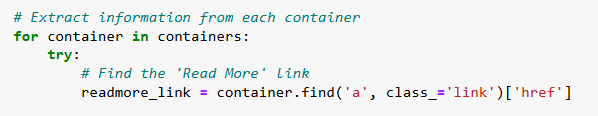 # Extract information from each container
for container in containers:
    try:
        # Find the 'Read More' link
        readmore_link = container.find('a', class_='link')['href']